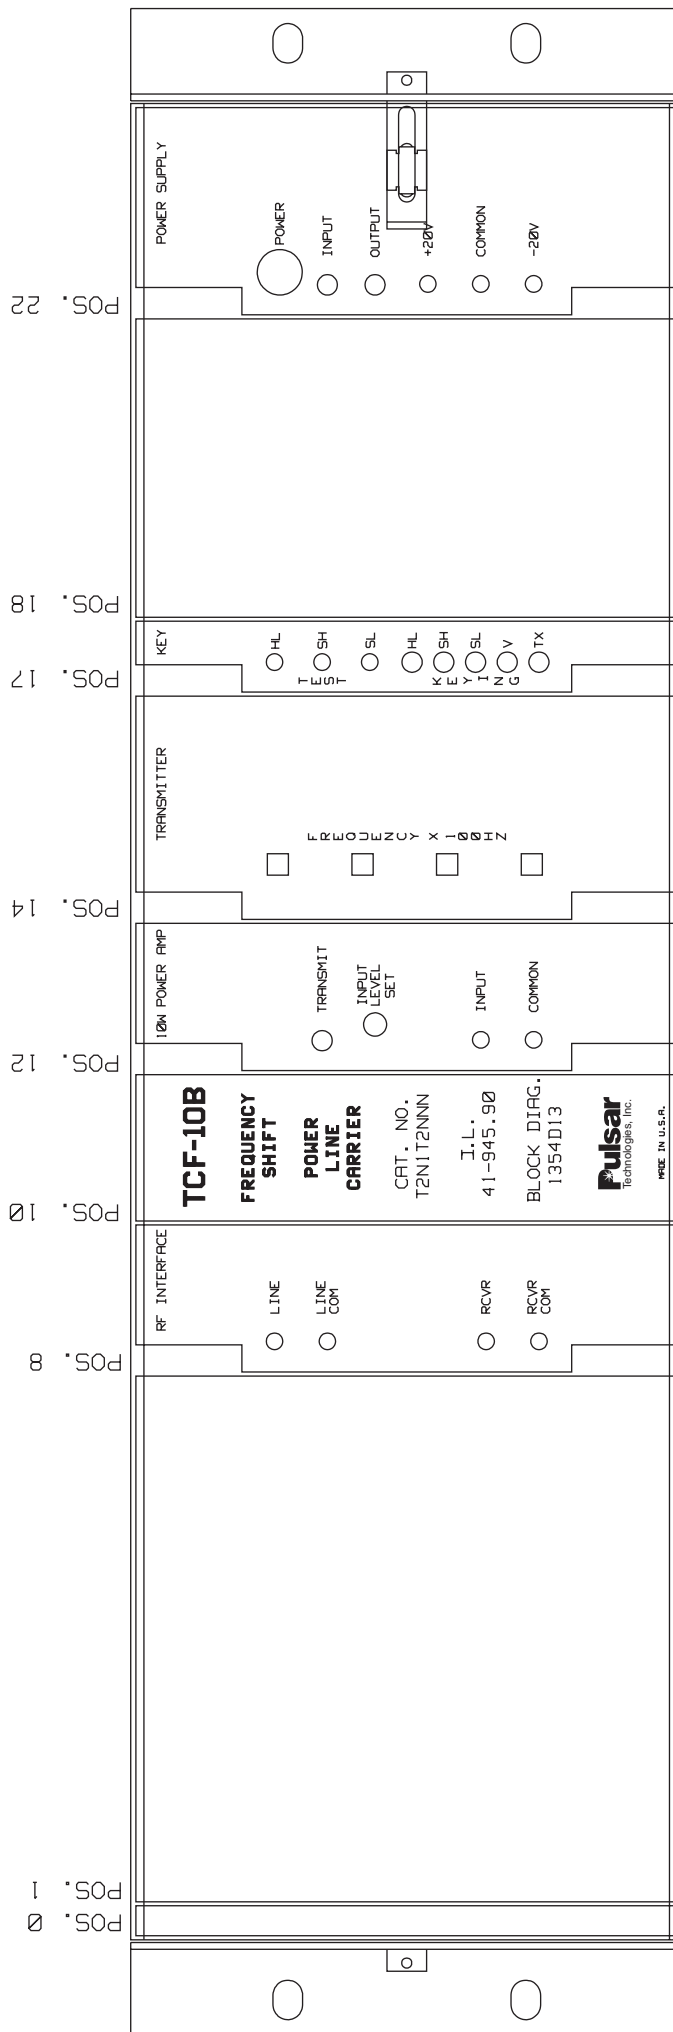 POWER SUPPLY
POWER
INPUT
OUTPUT
+20V
COMMON
-20V
POS. 22
POS. 18
KEY
HL
SH
SL
HL
SH
SL
V
TX
TEST
KEYING
POS. 17
TRANSMITTER
FREQUENCY X 100HZ
POS. 14
10W POWER AMP
TRANSMIT
INPUT
LEVEL
SET
INPUT
COMMON
POS. 12
TCF-10B
FREQUENCY
SHIFT
POWER
LINE
CARRIER
CAT. NO.
T2N1T2NNN
I.L.
41-945.90
BLOCK DIAG.
1354D13
Pulsar
Technologies, Inc.
MADE IN U.S.A.
POS. 10
RF INTERFACE
LINE
LINE
COM
RCVR
RCVR
COM
POS. 8
POS. 1
POS. 0